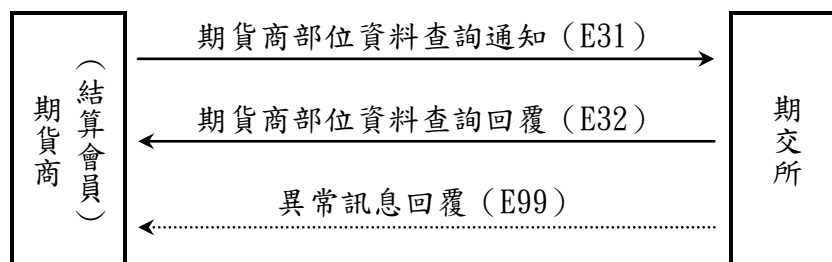 期貨商
(結算會員)
期貨商部位資料查詢通知（E31）
期貨商部位資料查詢回覆（E32）
異常訊息回覆（E99）
期交所